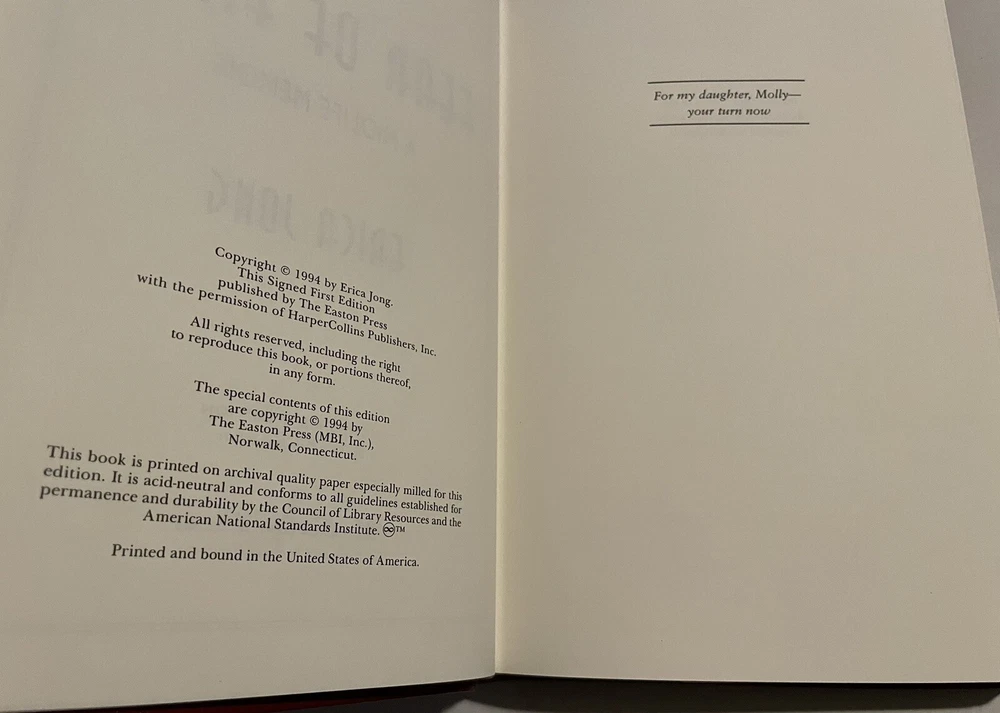 Copyright © 1994 by Erica Jong.
This Signed First Edition
published by The Easton Press
with the permission of HarperCollins Publishers, Inc.
All rights reserved, including the right
to reproduce this book, or portions thereof,
in any form.
The special contents of this edition
are copyright © 1994 by
The Easton Press (MBI, Inc.),
Norwalk, Connecticut.
This book is printed on archival quality paper especially milled for this
edition. It is acid-neutral and conforms to all guidelines established for
permanence and durability by the Council of Library Resources and the
American National Standards Institute. ♾™
Printed and bound in the United States of America.
For my daughter, Molly—
your turn now